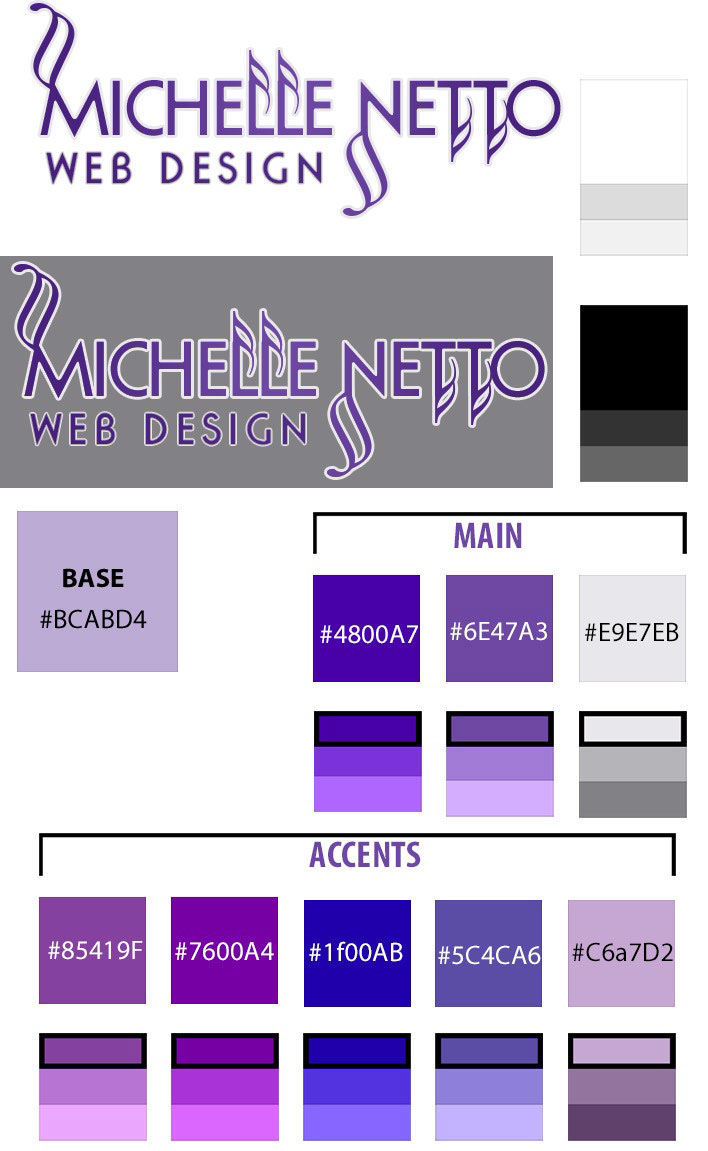 MICHELLE NETTO
WEB DESIGN
MICHELLE NETTO
WEB DESIGN
BASE
#BCABD4
MAIN
#4800A7 #6E47A3 #E9E7EB
ACCENTS
#85419F #7600A4 #1f00AB #5C4CA6 #C6a7D2